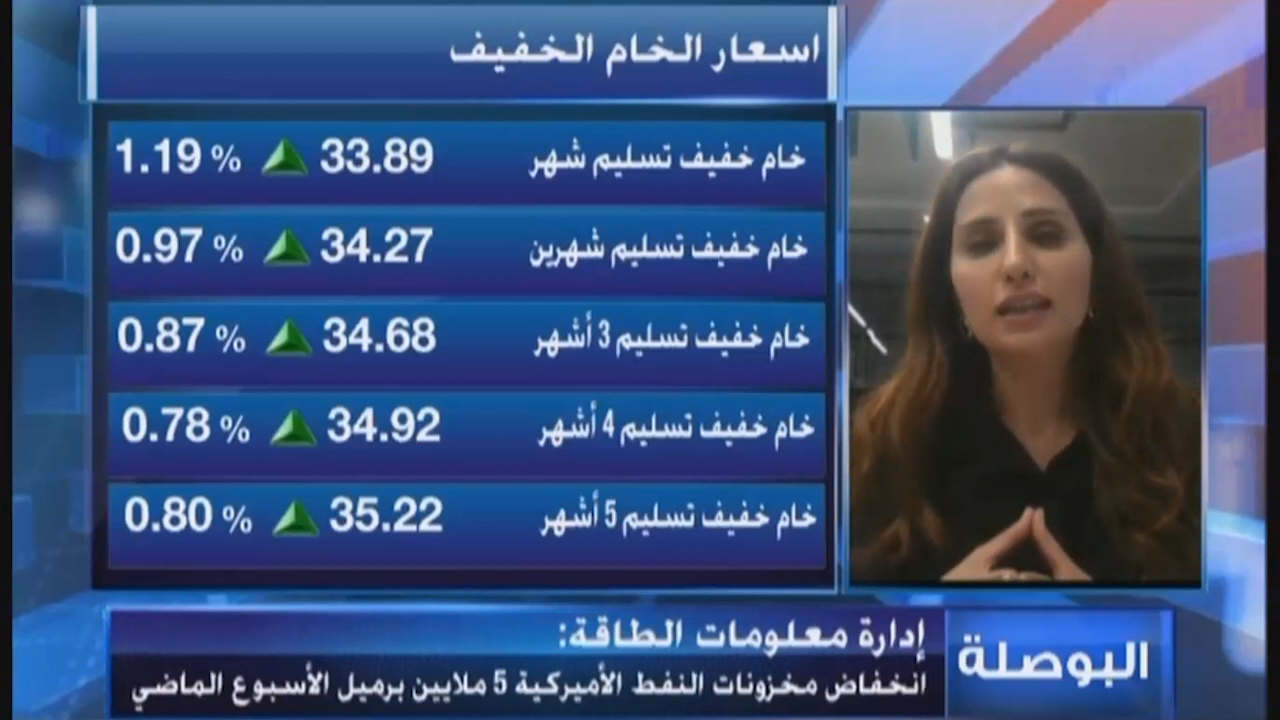 اسعار الخام الخفيف
خام خفيف تسليم شهر 33.89 1.19 %
خام خفيف تسليم شهرين 34.27 0.97 %
خام خفيف تسليم 3 أشهر 34.68 0.87 %
خام خفيف تسليم 4 أشهر 34.92 0.78 %
خام خفيف تسليم 5 أشهر 35.22 0.80 %
البوصلة
إدارة معلومات الطاقة:
انخفاض مخزونات النفط الأميركية 5 ملايين برميل الأسبوع الماضي